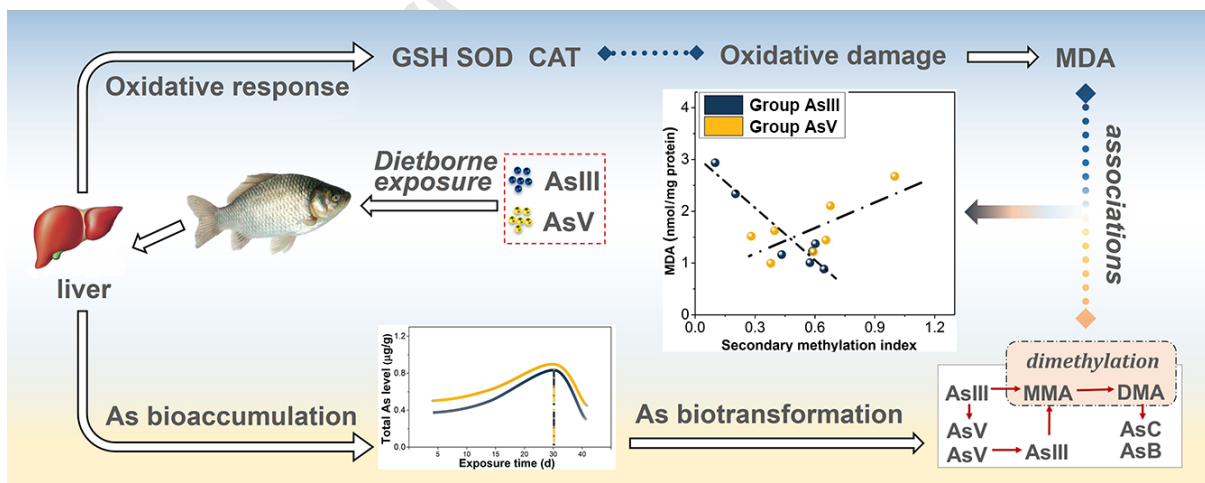 GSH SOD CAT
Oxidative damage
MDA
Oxidative response
Dietborne
exposure
AsIII
AsV
liver
Group AsIII
Group AsV
MDA (nmol/mg protein)
4
3
2
1
0
0.0 0.3 0.6 0.9 1.2
Secondary methylation index
associations
As bioaccumulation
Total As level (μg/g)
1.2
0.8
0.4
0.0
5 10 15 20 30 40
Exposure time (d)
As biotransformation
dimethylation
AsIII MMA DMA
AsV AsC
AsV AsIII AsB